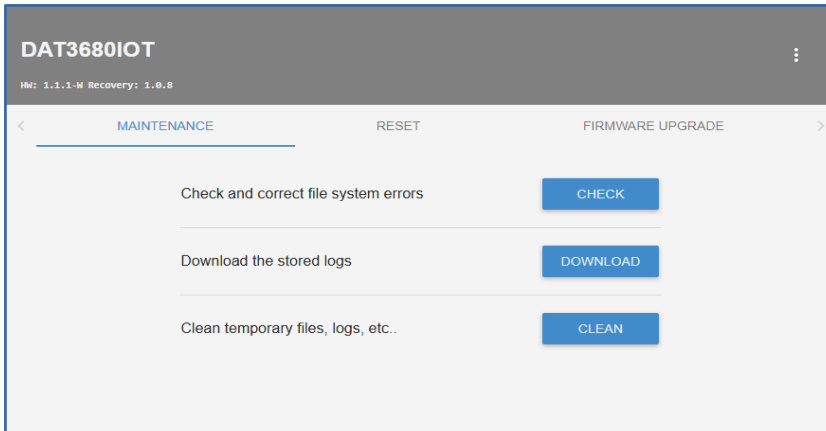 DAT3680IOT
HW: 1.1.1-W Recovery: 1.0.8
MAINTENANCE RESET FIRMWARE UPGRADE
Check and correct file system errors CHECK
Download the stored logs DOWNLOAD
Clean temporary files, logs, etc.. CLEAN